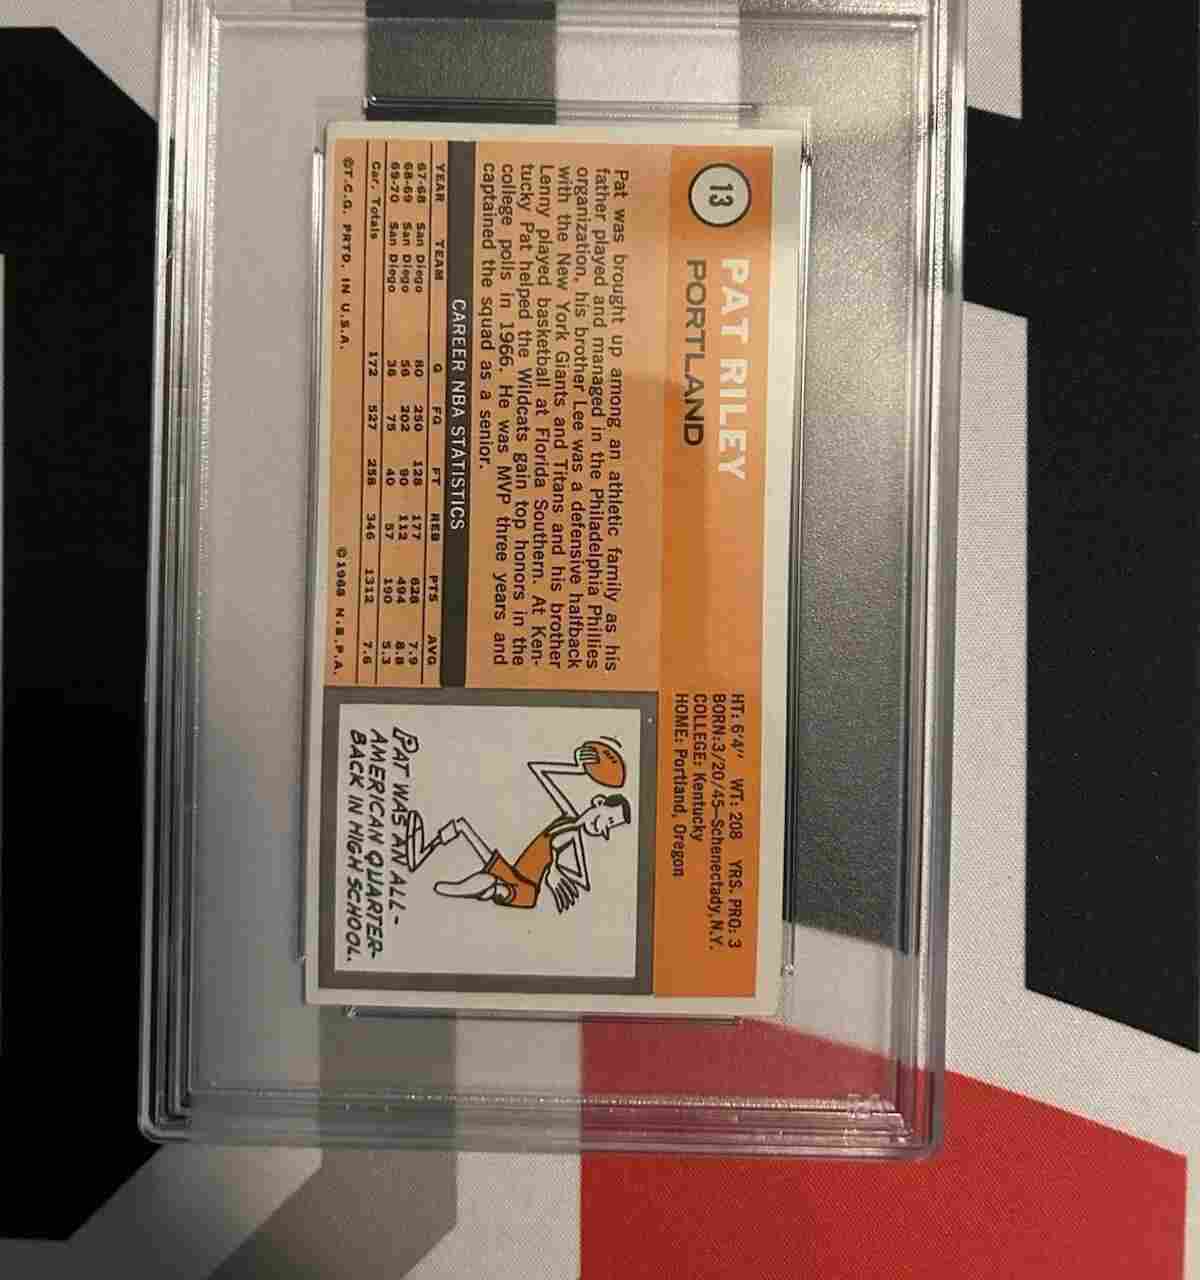 13
PAT RILEY
PORTLAND
HT: 6'4" WT: 208 YRS. PRO: 3
BORN: 3/20/45—Schenectady, N.Y.
COLLEGE: Kentucky
HOME: Portland, Oregon
Pat was brought up among an athletic family as his
father played and managed in the Philadelphia Phillies
organization, his brother Lee was a defensive halfback
with the New York Giants and Titans and his brother
Lenny played basketball at Florida Southern. At Ken-
tucky Pat helped the Wildcats gain top honors in the
college polls in 1966. He was MVP three years and
captained the squad as a senior.
CAREER NBA STATISTICS
YEAR TEAM G FG FT REB PTS AVG
67-68 San Diego 80 250 128 177 628 7.9
68-69 San Diego 56 202 90 112 494 8.8
69-70 San Diego 36 75 40 57 190 5.3
Car. Totals 172 527 258 346 1312 7.6
©T.C.G. PRTD. IN U.S.A. ©1968 N.B.P.A.
PAT WAS AN ALL-
AMERICAN QUARTER-
BACK IN HIGH SCHOOL.